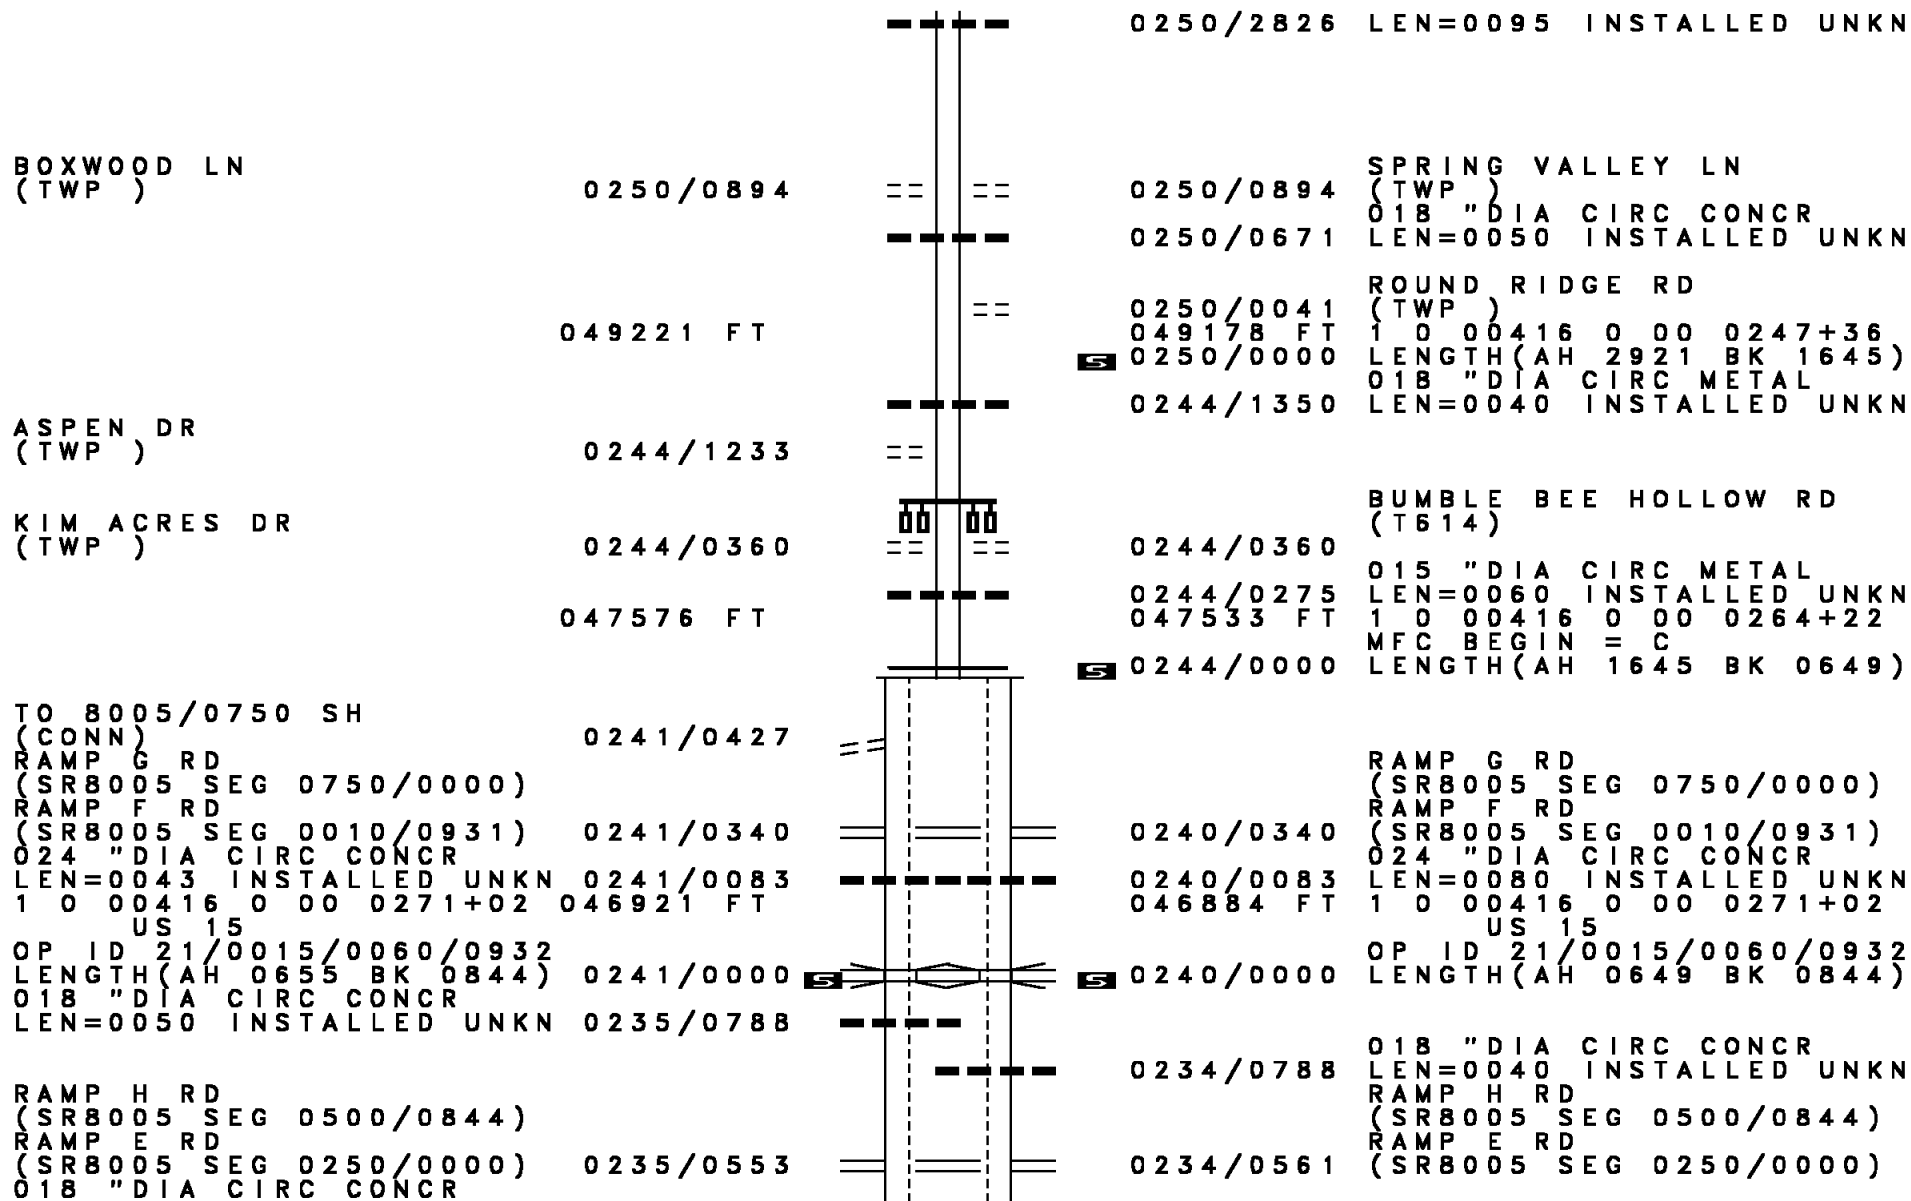 0250/2826 LEN=0095 INSTALLED UNKN
BOXWOOD LN
(TWP )
0250/0894
0250/0894
SPRING VALLEY LN
(TWP )
018 "DIA CIRC CONCR
0250/0671 LEN=0050 INSTALLED UNKN
ROUND RIDGE RD
0250/0041 (TWP )
049221 FT
049178 FT 1 0 00416 0 00 0247+36
S 0250/0000 LENGTH(AH 2921 BK 1645)
018 "DIA CIRC METAL
0244/1350 LEN=0040 INSTALLED UNKN
ASPEN DR
(TWP ) 0244/1233
BUMBLE BEE HOLLOW RD
(T614)
KIM ACRES DR
(TWP ) 0244/0360
0244/0360
015 "DIA CIRC METAL
0244/0275 LEN=0060 INSTALLED UNKN
047576 FT
047533 FT 1 0 00416 0 00 0264+22
MFC BEGIN = C
S 0244/0000 LENGTH(AH 1645 BK 0649)
TO 8005/0750 SH
(CONN) 0241/0427
RAMP G RD
(SR8005 SEG 0750/0000)
RAMP F RD
(SR8005 SEG 0010/0931) 0241/0340
024 "DIA CIRC CONCR
LEN=0043 INSTALLED UNKN 0241/0083
1 0 00416 0 00 0271+02 046921 FT
US 15
OP ID 21/0015/0060/0932
LENGTH(AH 0655 BK 0844) 0241/0000 S
018 "DIA CIRC CONCR
LEN=0050 INSTALLED UNKN 0235/0788
RAMP H RD
(SR8005 SEG 0500/0844)
RAMP E RD
(SR8005 SEG 0250/0000) 0235/0553
018 "DIA CIRC CONCR
RAMP G RD
(SR8005 SEG 0750/0000)
RAMP F RD
0240/0340 (SR8005 SEG 0010/0931)
024 "DIA CIRC CONCR
0240/0083 LEN=0080 INSTALLED UNKN
046884 FT 1 0 00416 0 00 0271+02
US 15
OP ID 21/0015/0060/0932
S 0240/0000 LENGTH(AH 0649 BK 0844)
018 "DIA CIRC CONCR
0234/0788 LEN=0040 INSTALLED UNKN
RAMP H RD
(SR8005 SEG 0500/0844)
RAMP E RD
0234/0561 (SR8005 SEG 0250/0000)